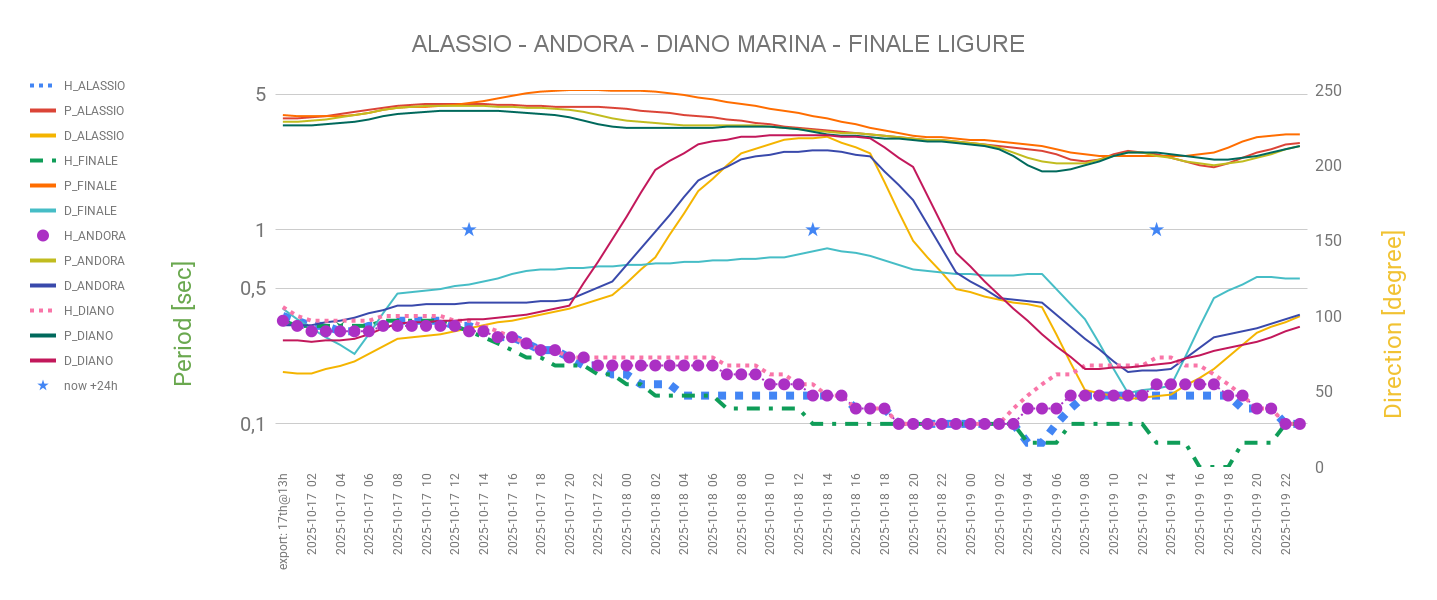 ALASSIO - ANDORA - DIANO MARINA - FINALE LIGURE
H_ALASSIO
P_ALASSIO
D_ALASSIO
H_FINALE
P_FINALE
D_FINALE
H_ANDORA
P_ANDORA
D_ANDORA
H_DIANO
P_DIANO
D_DIANO
now +24h
Period [sec]
5
1
0,5
0,1
250
200
150
100
50
0
Direction [degree]
export: 17th@13h
2025-10-17 02
2025-10-17 04
2025-10-17 06
2025-10-17 08
2025-10-17 10
2025-10-17 12
2025-10-17 14
2025-10-17 16
2025-10-17 18
2025-10-17 20
2025-10-17 22
2025-10-18 00
2025-10-18 02
2025-10-18 04
2025-10-18 06
2025-10-18 08
2025-10-18 10
2025-10-18 12
2025-10-18 14
2025-10-18 16
2025-10-18 18
2025-10-18 20
2025-10-18 22
2025-10-19 00
2025-10-19 02
2025-10-19 04
2025-10-19 06
2025-10-19 08
2025-10-19 10
2025-10-19 12
2025-10-19 14
2025-10-19 16
2025-10-19 18
2025-10-19 20
2025-10-19 22